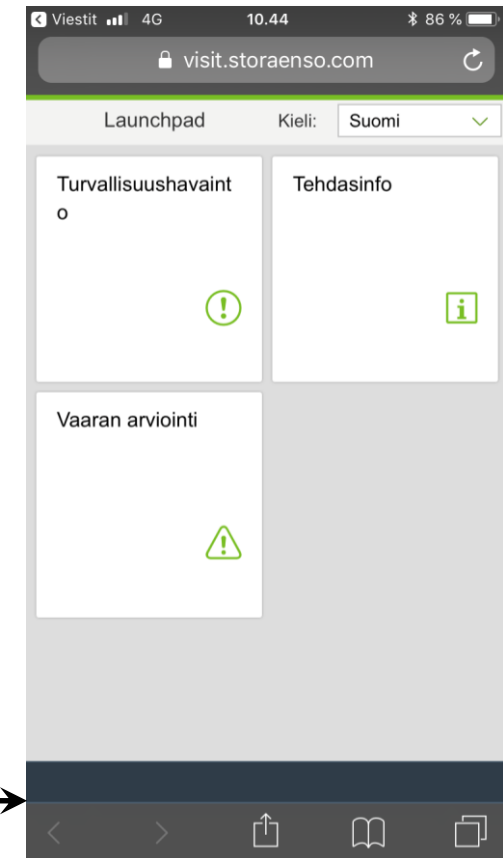 Viestit 4G 10.44 86 %
visit.storaenso.com
Launchpad Kieli: Suomi
Turvallisuushavaint
o
Tehdasinfo
Vaaran arviointi